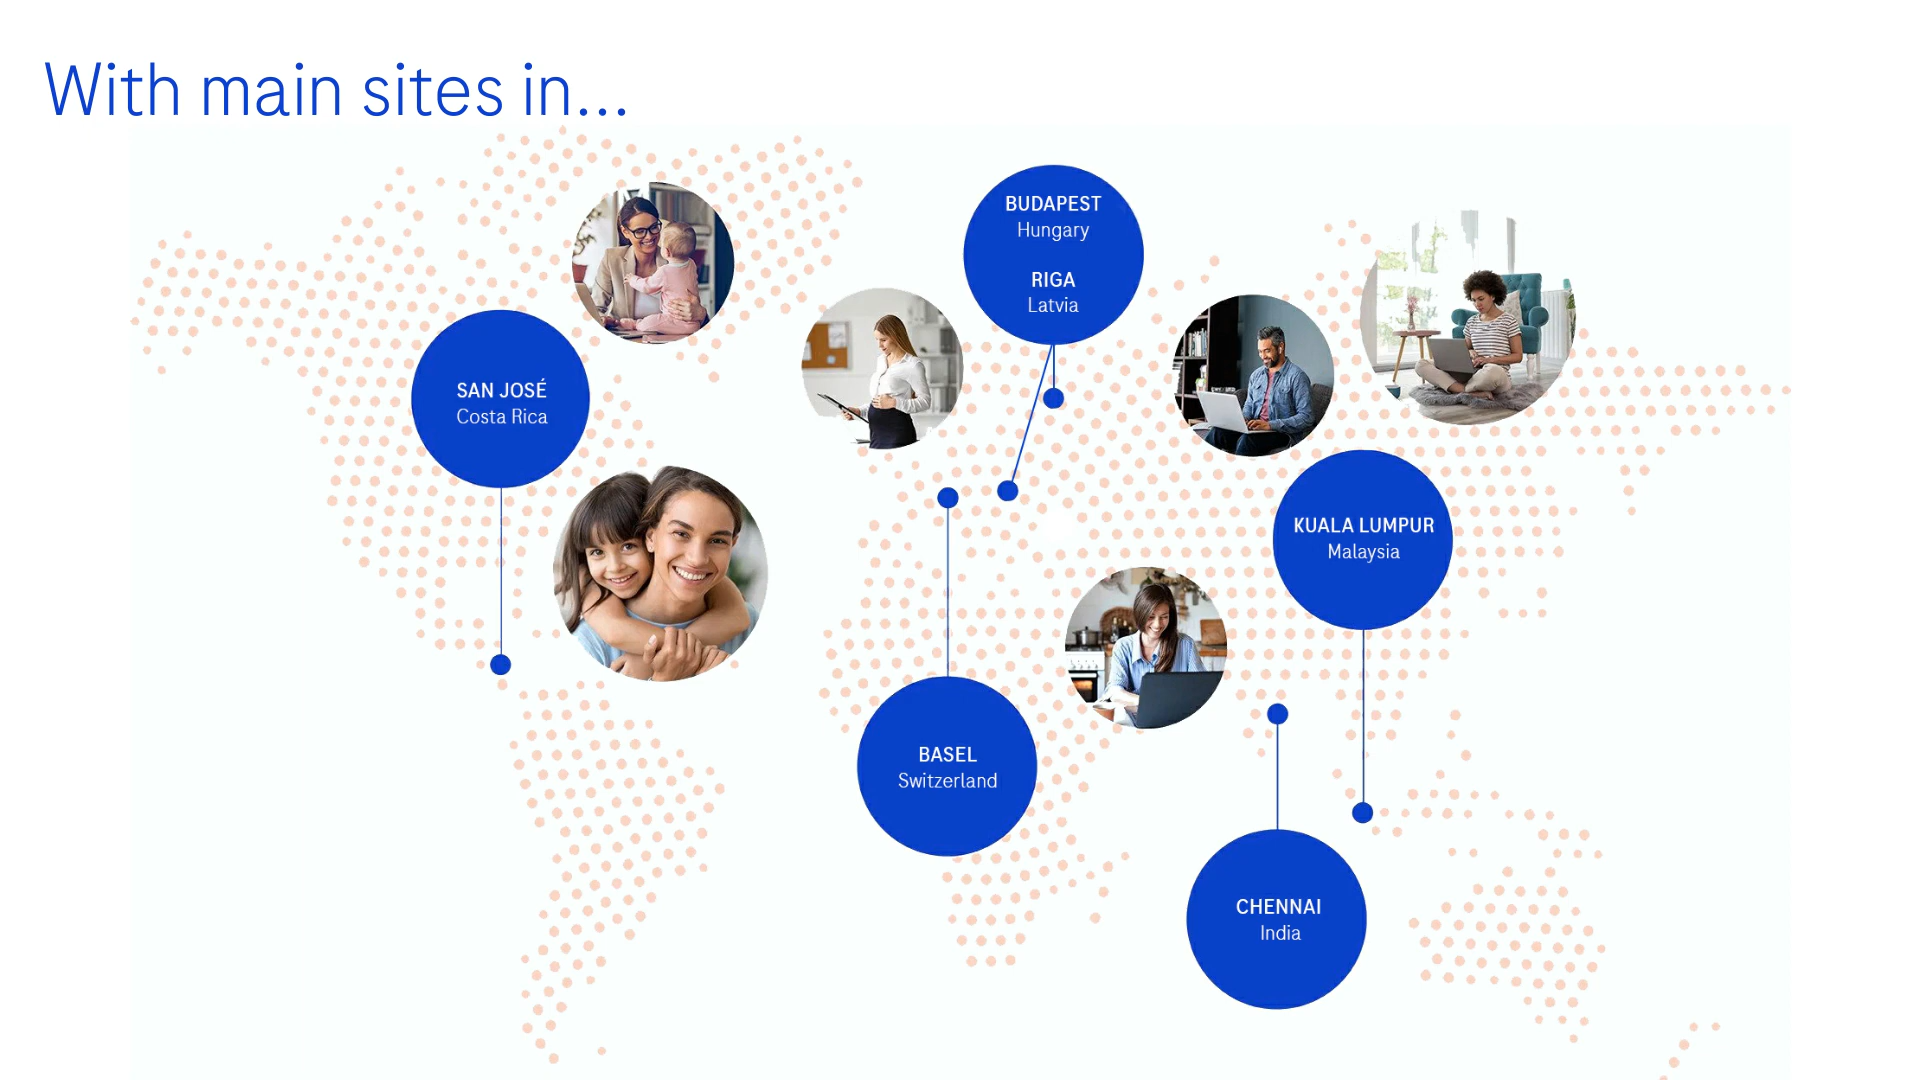 With main sites in...
BUDAPEST
Hungary
RIGA
Latvia
SAN JOSÉ
Costa Rica
KUALA LUMPUR
Malaysia
BASEL
Switzerland
CHENNAI
India